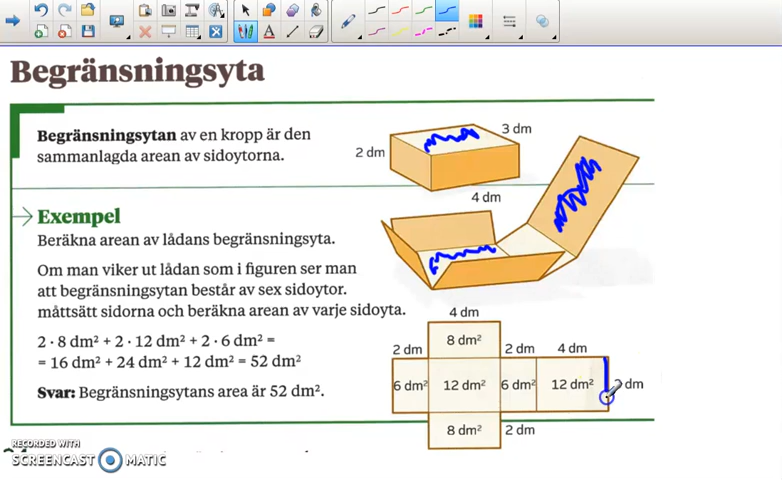 Begränsningsyta
Begränsningsytan av en kropp är den
sammanlagda arean av sidoytorna.
3 dm
2 dm
4 dm
Exempel
Beräkna arean av lådans begränsningsyta.
Om man viker ut lådan som i figuren ser man
att begränsningsytan består av sex sidoytor.
måttsätt sidorna och beräkna arean av varje sidoyta.
2 · 8 dm² + 2 · 12 dm² + 2 · 6 dm² =
= 16 dm² + 24 dm² + 12 dm² = 52 dm²
Svar: Begränsningsytans area är 52 dm².
4 dm
8 dm²
2 dm
2 dm
4 dm
6 dm²
12 dm²
6 dm²
12 dm²
dm
8 dm²
2 dm
RECORDED WITH
SCREENCAST MATIC